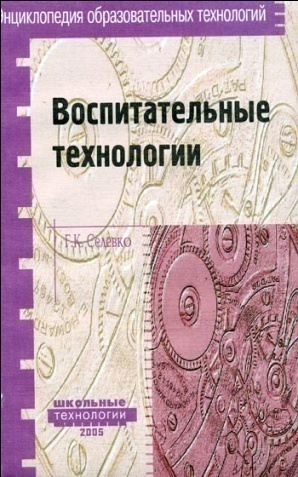 Энциклопедия образовательных технологий
Воспитательные
технологии
Г.К. Селевко
школьные
технологии
2005